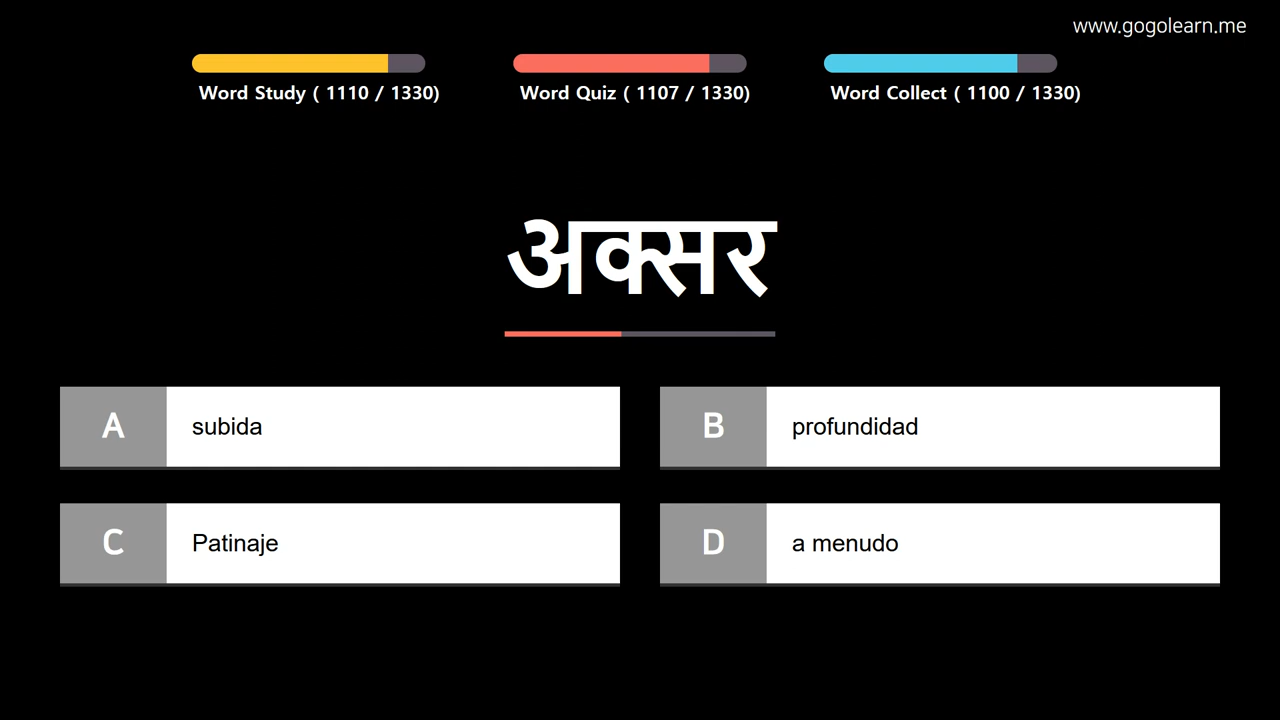 www.gogolearn.me
Word Study ( 1110 / 1330)
Word Quiz ( 1107 / 1330)
Word Collect ( 1100 / 1330)
अक्सर
A subida
B profundidad
C Patinaje
D a menudo